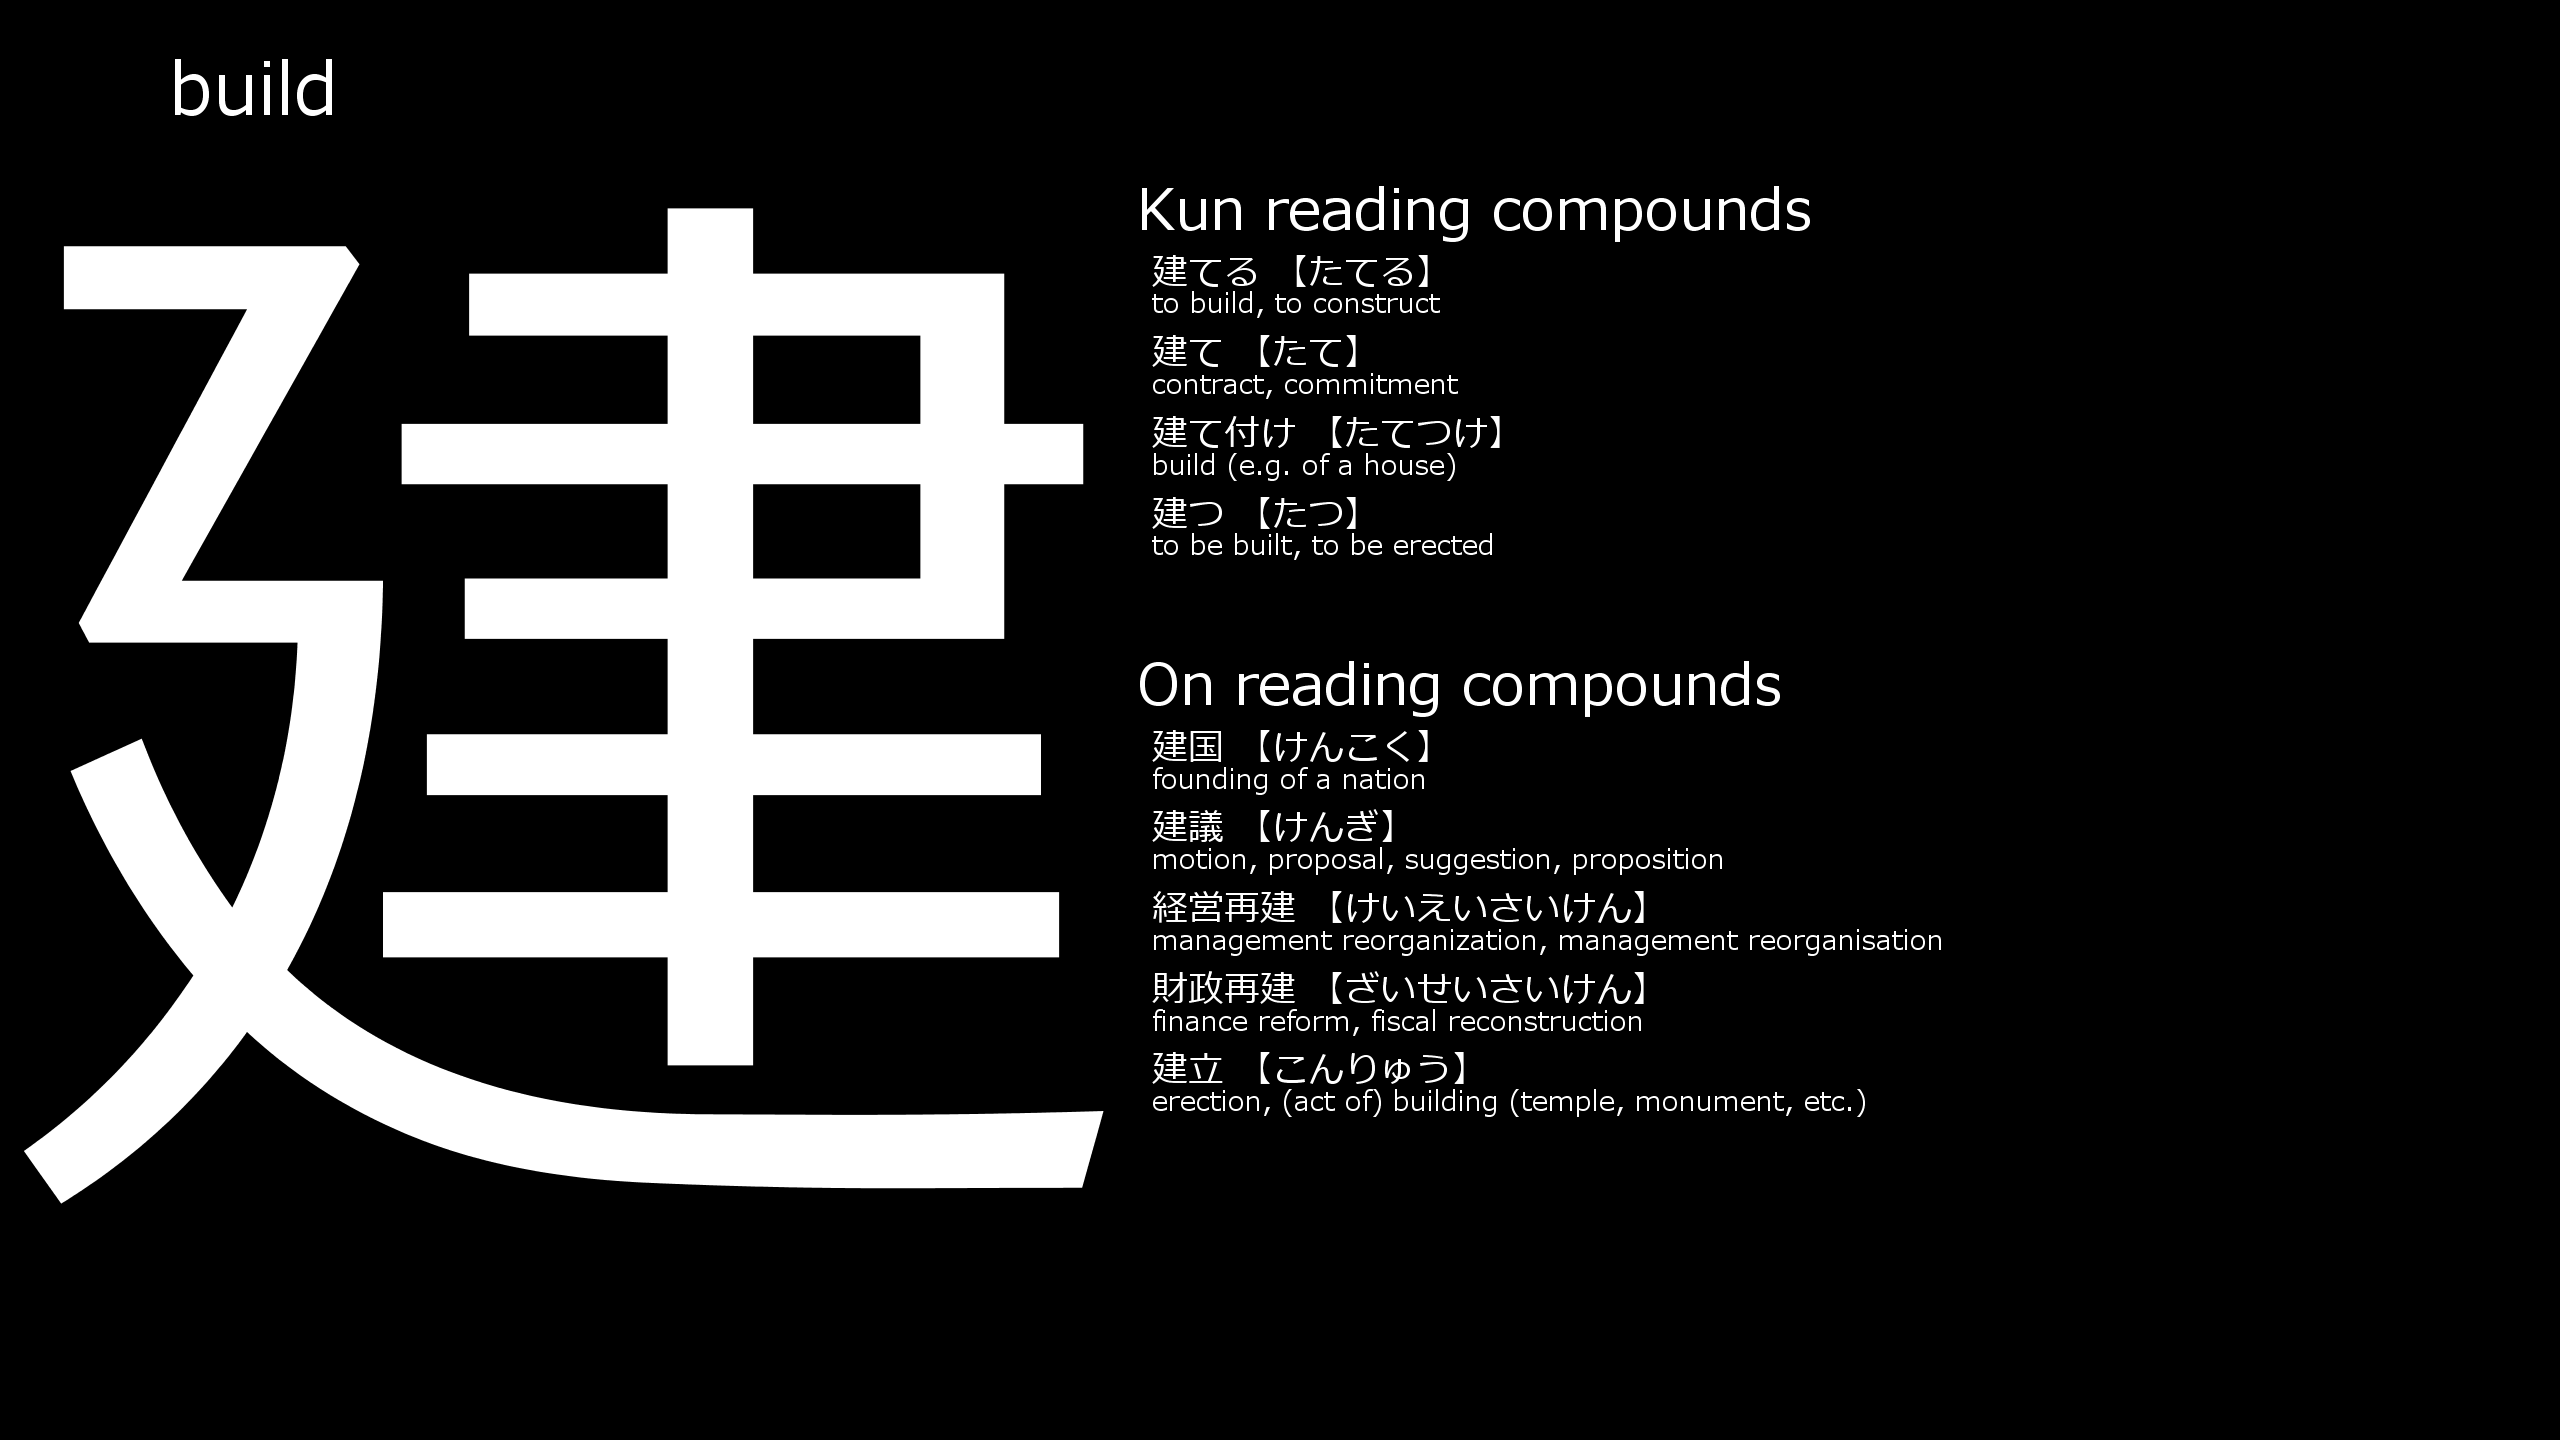 build
建
Kun reading compounds
建てる 【たてる】
to build, to construct
建て 【たて】
contract, commitment
建て付け 【たてつけ】
build (e.g. of a house)
建つ 【たつ】
to be built, to be erected
On reading compounds
建国 【けんこく】
founding of a nation
建議 【けんぎ】
motion, proposal, suggestion, proposition
経営再建 【けいえいさいけん】
management reorganization, management reorganisation
財政再建 【ざいせいさいけん】
finance reform, fiscal reconstruction
建立 【こんりゅう】
erection, (act of) building (temple, monument, etc.)